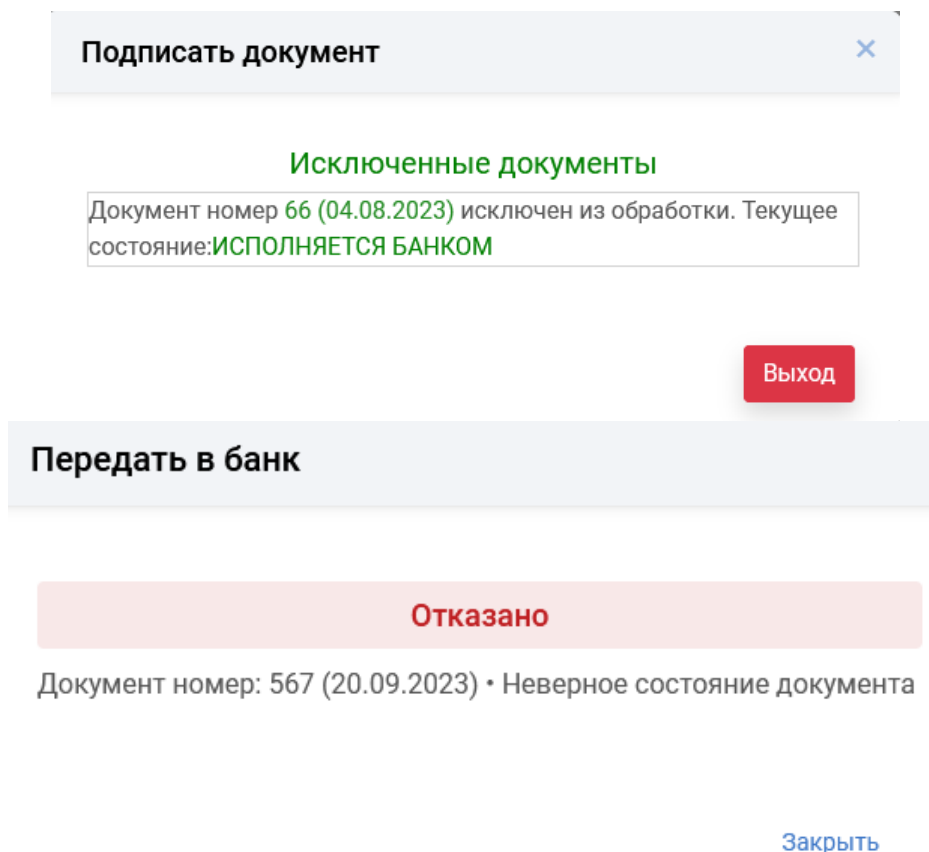 Подписать документ
×
Исключенные документы
Документ номер 66 (04.08.2023) исключен из обработки. Текущее
состояние:ИСПОЛНЯЕТСЯ БАНКОМ
Выход
Передать в банк
Отказано
Документ номер: 567 (20.09.2023) • Неверное состояние документа
Закрыть